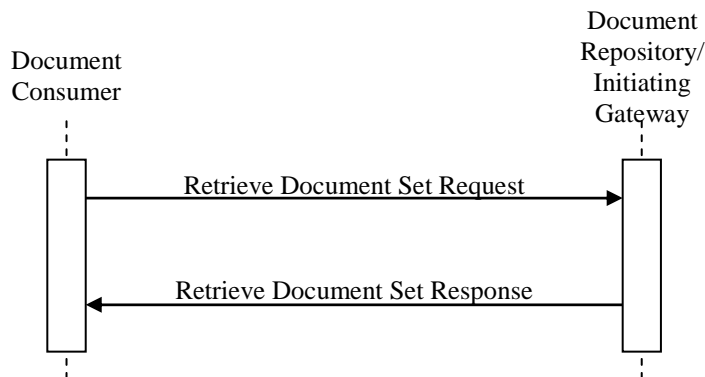 Document
Consumer
Document
Repository/
Initiating
Gateway
Retrieve Document Set Request
Retrieve Document Set Response